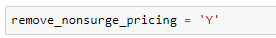 remove_nonsurge_pricing = 'Y'